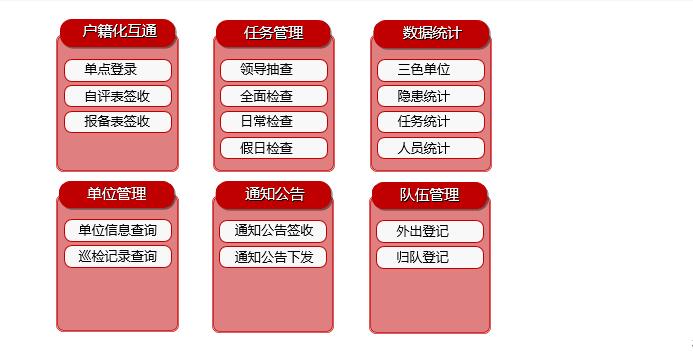 户籍化互通
单点登录
自评表签收
报备表签收
任务管理
领导抽查
全面检查
日常检查
假日检查
数据统计
三色单位
隐患统计
任务统计
人员统计
单位管理
单位信息查询
巡检记录查询
通知公告
通知公告签收
通知公告下发
队伍管理
外出登记
归队登记